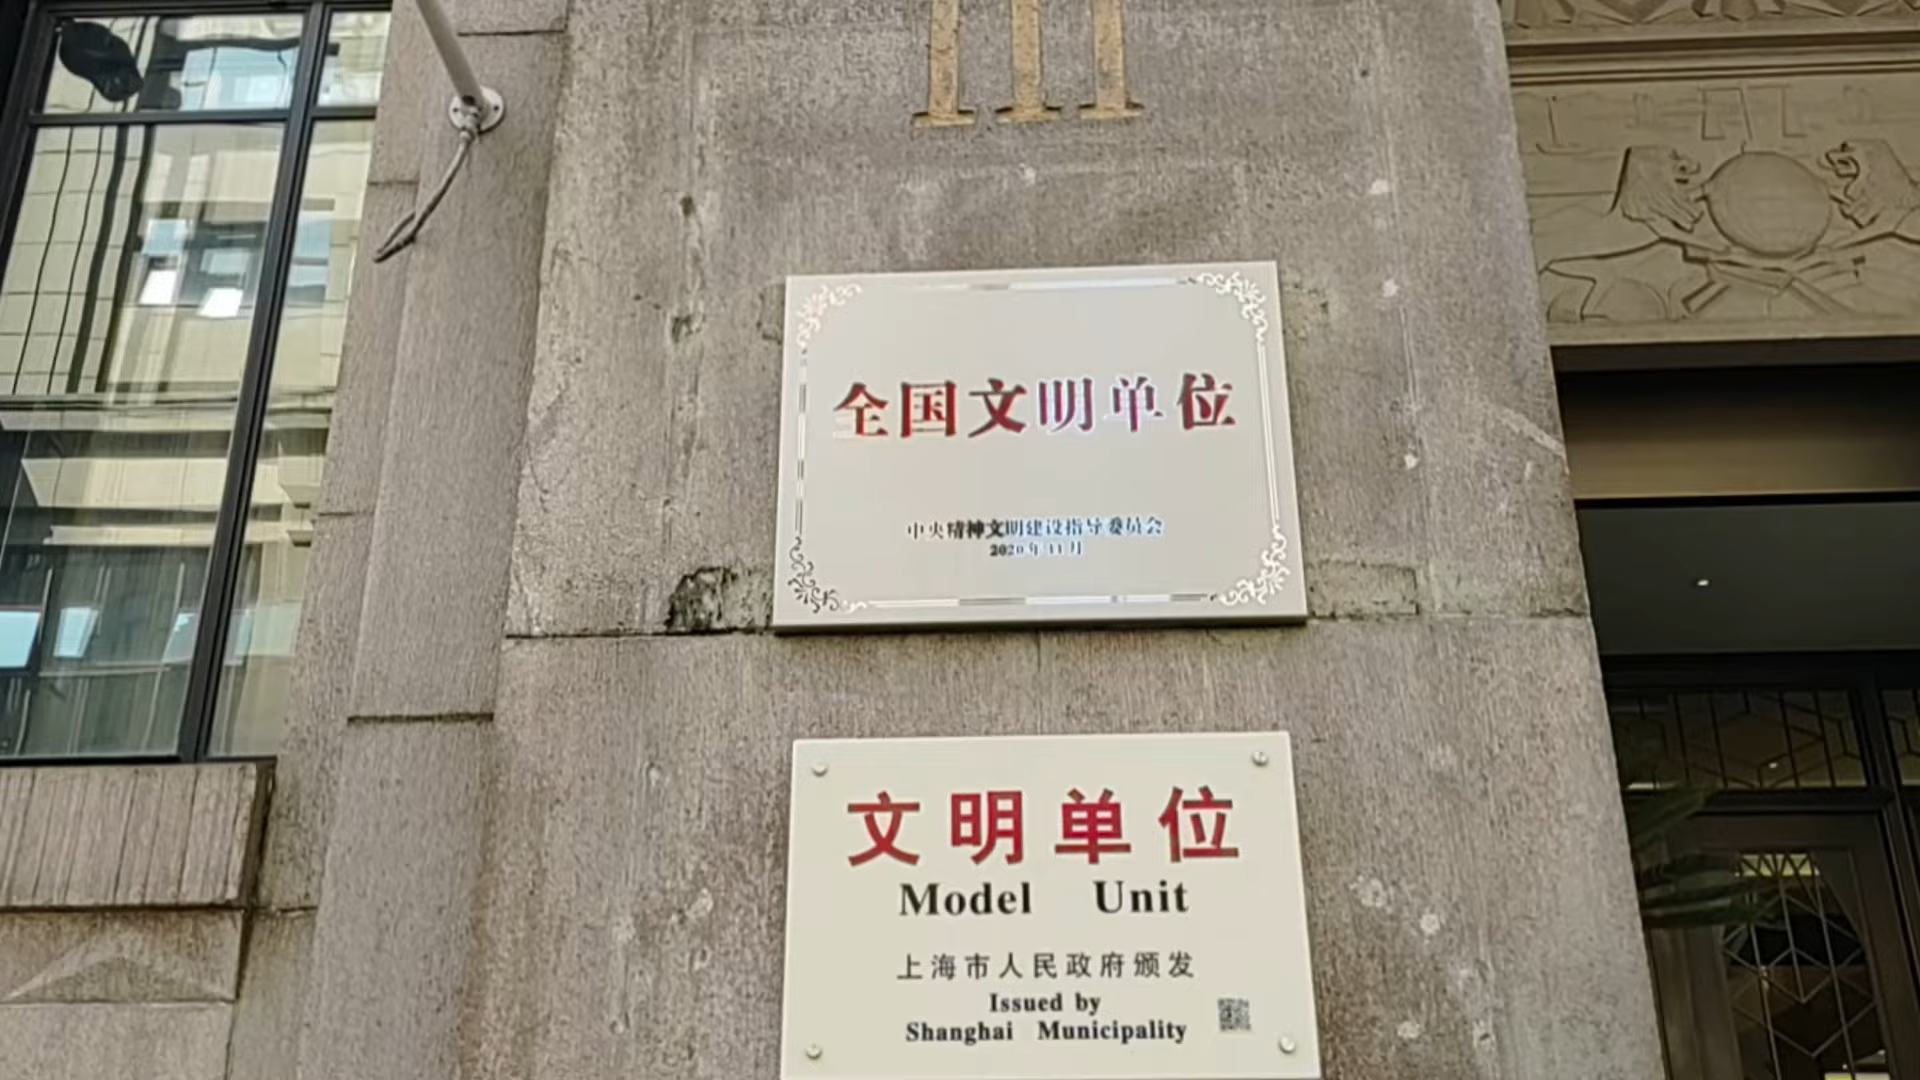 全国文明单位
中央精神文明建设指导委员会
2020年11月
文明单位
Model Unit
上海市人民政府颁发
Issued by
Shanghai Municipality